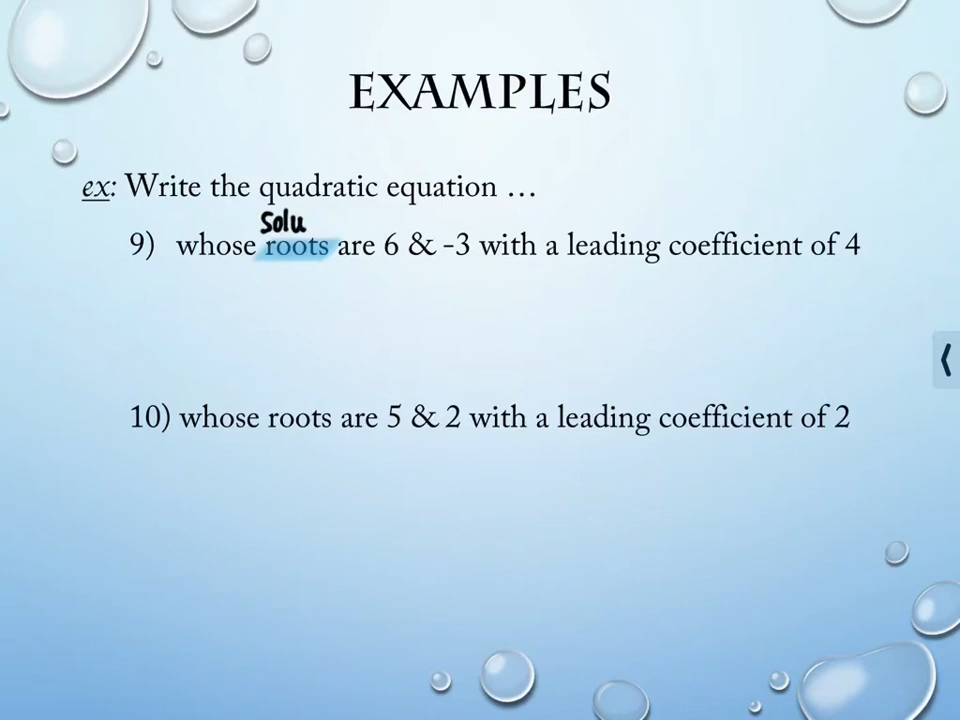 EXAMPLES
ex: Write the quadratic equation …
Solu
9) whose roots are 6 & -3 with a leading coefficient of 4
10) whose roots are 5 & 2 with a leading coefficient of 2